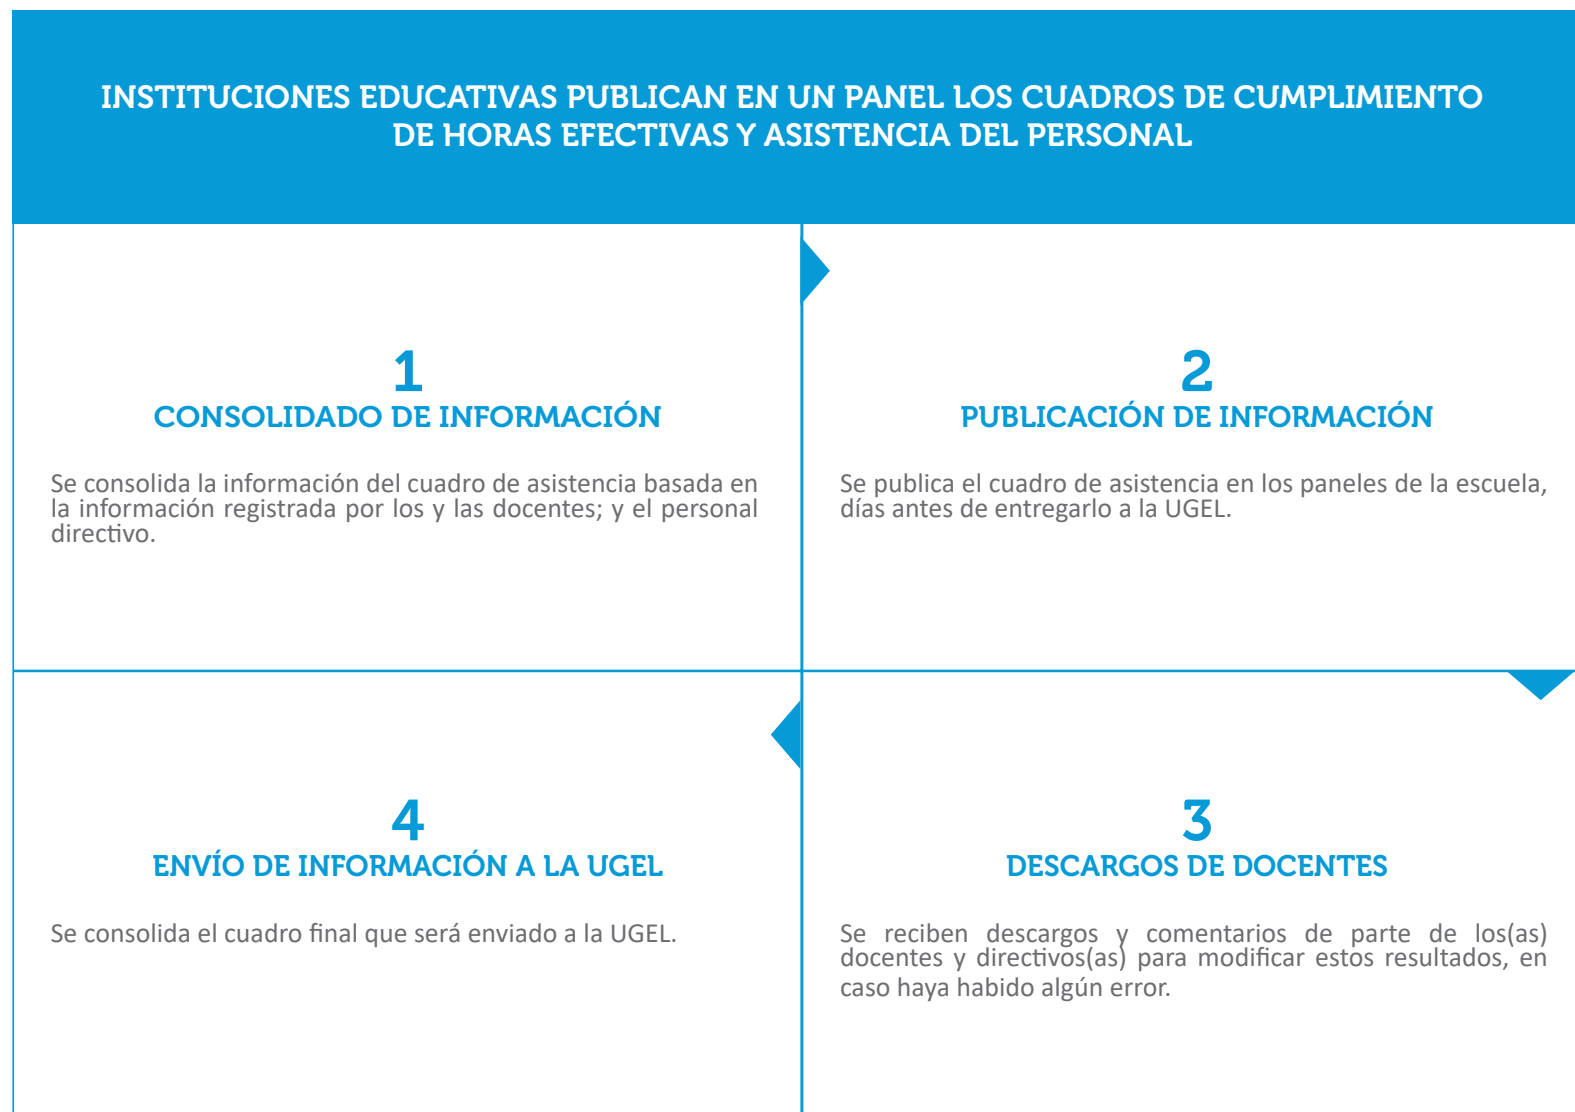 INSTITUCIONES EDUCATIVAS PUBLICAN EN UN PANEL LOS CUADROS DE CUMPLIMIENTO
DE HORAS EFECTIVAS Y ASISTENCIA DEL PERSONAL
1
CONSOLIDADO DE INFORMACIÓN
Se consolida la información del cuadro de asistencia basada en
la información registrada por los y las docentes; y el personal
directivo.
2
PUBLICACIÓN DE INFORMACIÓN
Se publica el cuadro de asistencia en los paneles de la escuela,
días antes de entregarlo a la UGEL.
3
DESCARGOS DE DOCENTES
Se reciben descargos y comentarios de parte de los(as)
docentes y directivos(as) para modificar estos resultados, en
caso haya habido algún error.
4
ENVÍO DE INFORMACIÓN A LA UGEL
Se consolida el cuadro final que será enviado a la UGEL.